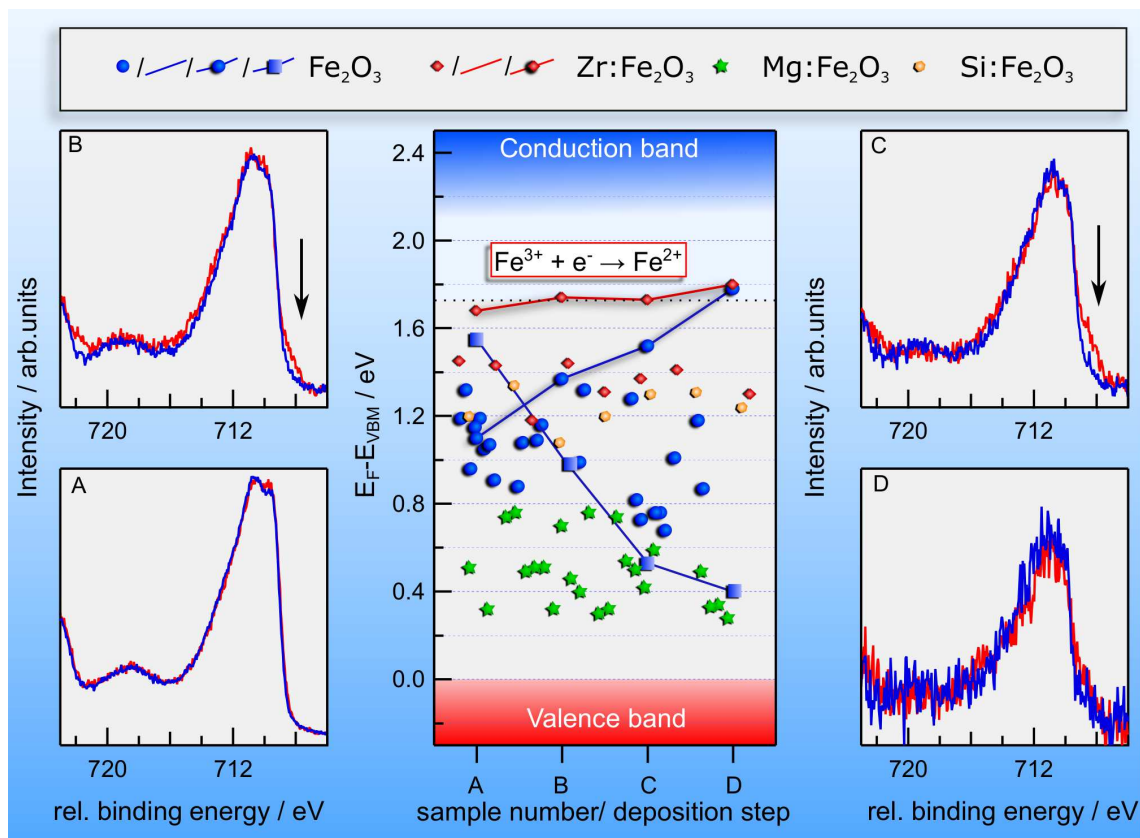 / / / Fe₂O₃ / / Zr:Fe₂O₃ Mg:Fe₂O₃ Si:Fe₂O₃
B
Intensity / arb.units
720 712
A
720 712
rel. binding energy / eV
E_F-E_VBM / eV
2.4
2.0
1.6
1.2
0.8
0.4
0.0
Conduction band
Fe³⁺ + e⁻ → Fe²⁺
Valence band
A B C D
sample number/ deposition step
C
Intensity / arb.units
720 712
D
720 712
rel. binding energy / eV